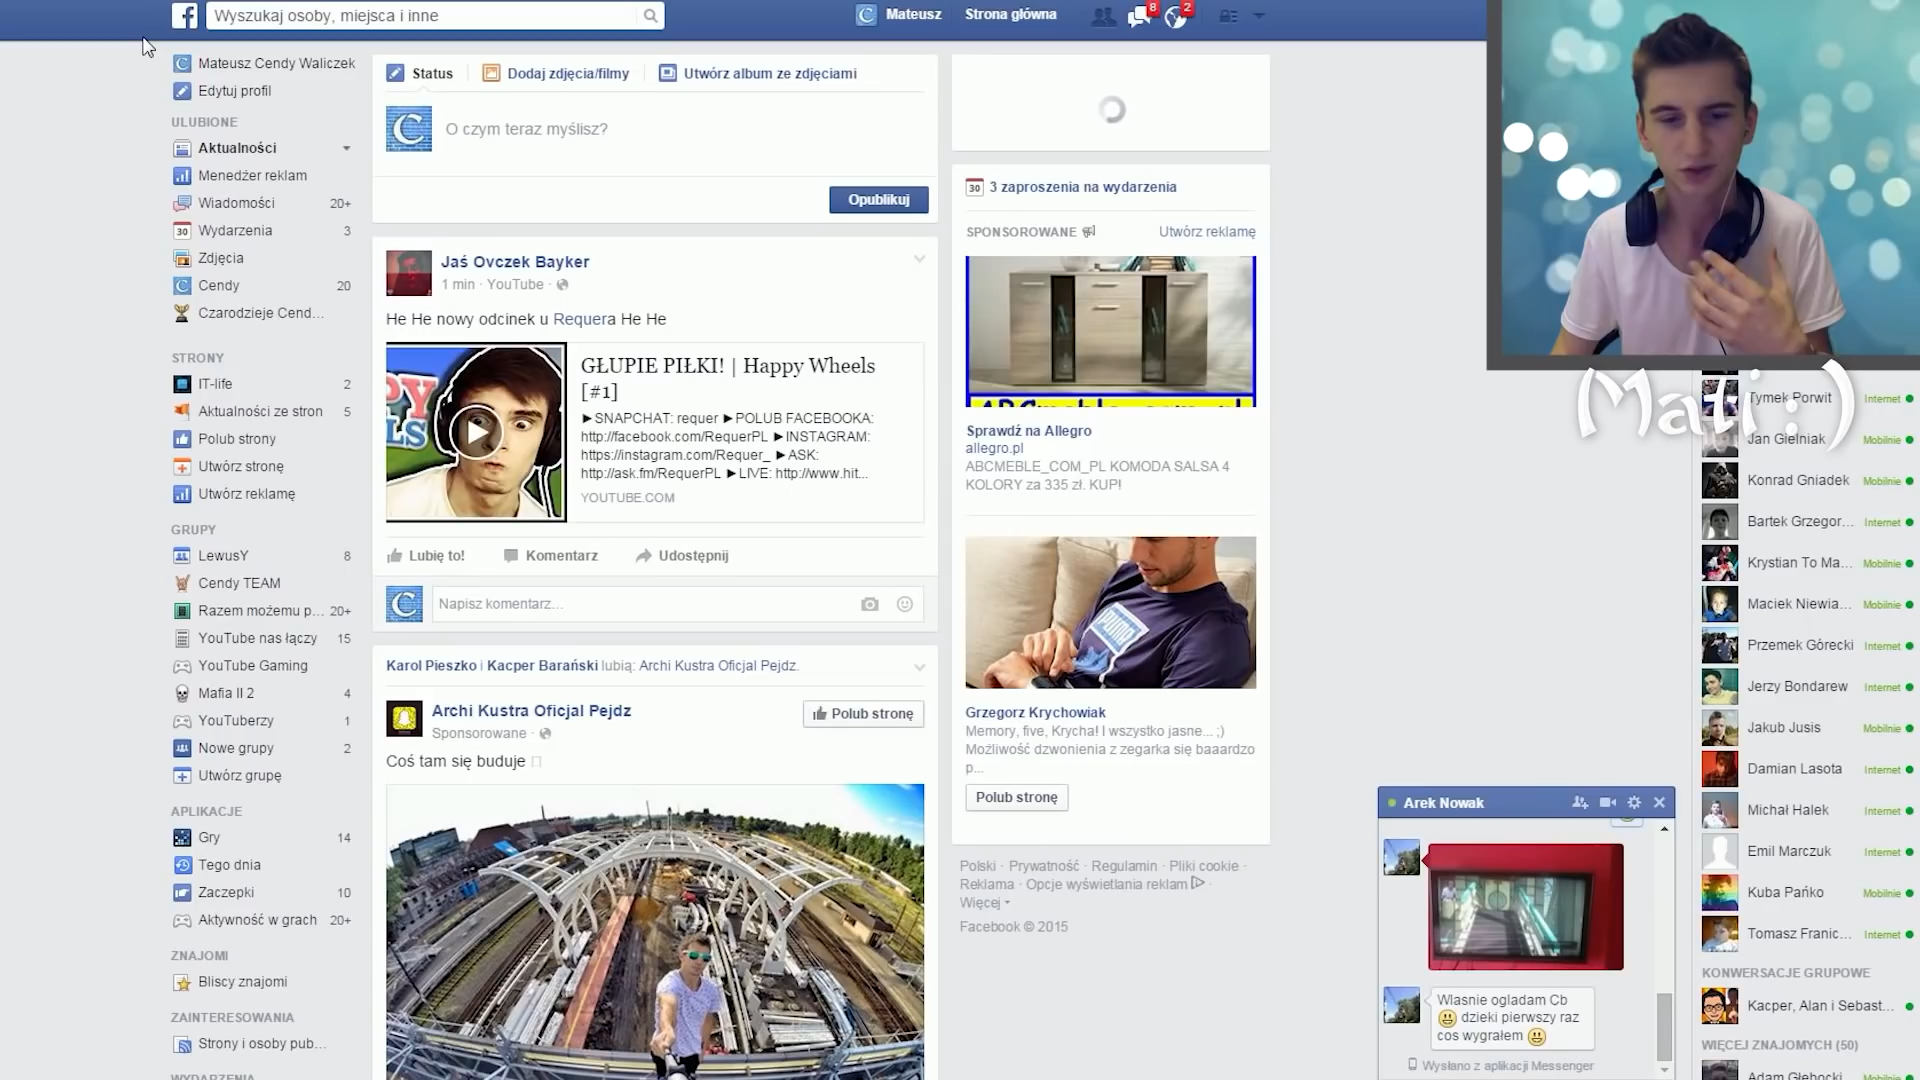 Wyszukaj osoby, miejsca i inne
Mateusz
Strona główna
8
2
Mateusz Cendy Waliczek
Edytuj profil
ULUBIONE
Aktualności
Menedżer reklam
Wiadomości 20+
30 Wydarzenia 3
Zdjęcia
Cendy 20
Czarodzieje Cend...
STRONY
IT-life 2
Aktualności ze stron 5
Polub strony
Utwórz stronę
Utwórz reklamę
GRUPY
LewusY 8
Cendy TEAM
Razem możemu p... 20+
YouTube nas łączy 15
YouTube Gaming
Mafia II 2 4
YouTuberzy 1
Nowe grupy 2
Utwórz grupę
APLIKACJE
Gry 14
Tego dnia
Zaczepki 10
Aktywność w grach 20+
ZNAJOMI
Bliscy znajomi
ZAINTERESOWANIA
Strony i osoby pub...
WYDARZENIA
Status
Dodaj zdjęcia/filmy
Utwórz album ze zdjęciami
O czym teraz myślisz?
Opublikuj
Jaś Ovczek Bayker
1 min · YouTube ·
He He nowy odcinek u Requera He He
GŁUPIE PIŁKI! | Happy Wheels
[#1]
►SNAPCHAT: requer ►POLUB FACEBOOKA:
http://facebook.com/RequerPL ►INSTAGRAM:
https://instagram.com/Requer_ ►ASK:
http://ask.fm/RequerPL ►LIVE: http://www.hit...
YOUTUBE.COM
Lubię to!
Komentarz
Udostępnij
Napisz komentarz...
Karol Pieszko i Kacper Barański lubią: Archi Kustra Oficjal Pejdz.
Archi Kustra Oficjal Pejdz
Sponsorowane ·
Polub stronę
Coś tam się buduje
30 3 zaproszenia na wydarzenia
SPONSOROWANE
Utwórz reklamę
Sprawdź na Allegro
allegro.pl
ABCMEBLE_COM_PL KOMODA SALSA 4
KOLORY za 335 zł. KUP!
PUMA
Grzegorz Krychowiak
Memory, five, Krycha! I wszystko jasne... ;)
Możliwość dzwonienia z zegarka się baaardzo
p...
Polub stronę
Polski · Prywatność · Regulamin · Pliki cookie ·
Reklama · Opcje wyświetlania reklam ·
Więcej
Facebook © 2015
Mati :)
Tymek Porwit Internet
Jan Gielniak Mobilnie
Konrad Gniadek Mobilnie
Bartek Grzegor... Internet
Krystian To Ma... Mobilnie
Maciek Niewia... Mobilnie
Przemek Górecki Mobilnie
Jerzy Bondarew Internet
Jakub Jusis Mobilnie
Damian Lasota Internet
Michał Halek Internet
Emil Marczuk Internet
Kuba Pańko Mobilnie
Tomasz Franic... Internet
KONWERSACJE GRUPOWE
Kacper, Alan i Sebast...
WIĘCEJ ZNAJOMYCH (50)
Adam Głębocki Mobilnie
Arek Nowak
Wlasnie ogladam Cb
dzieki pierwszy raz
cos wygrałem
Wysłano z aplikacji Messenger